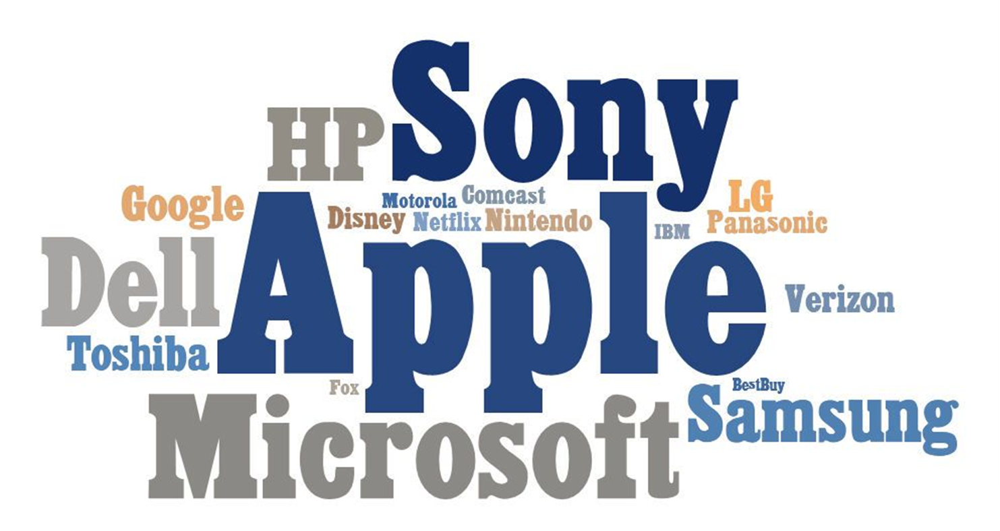 Sony
HP
Google
Motorola
Comcast
LG
Disney
Netflix
Nintendo
IBM
Panasonic
Dell
Apple
Verizon
Toshiba
Fox
BestBuy
Microsoft
Samsung